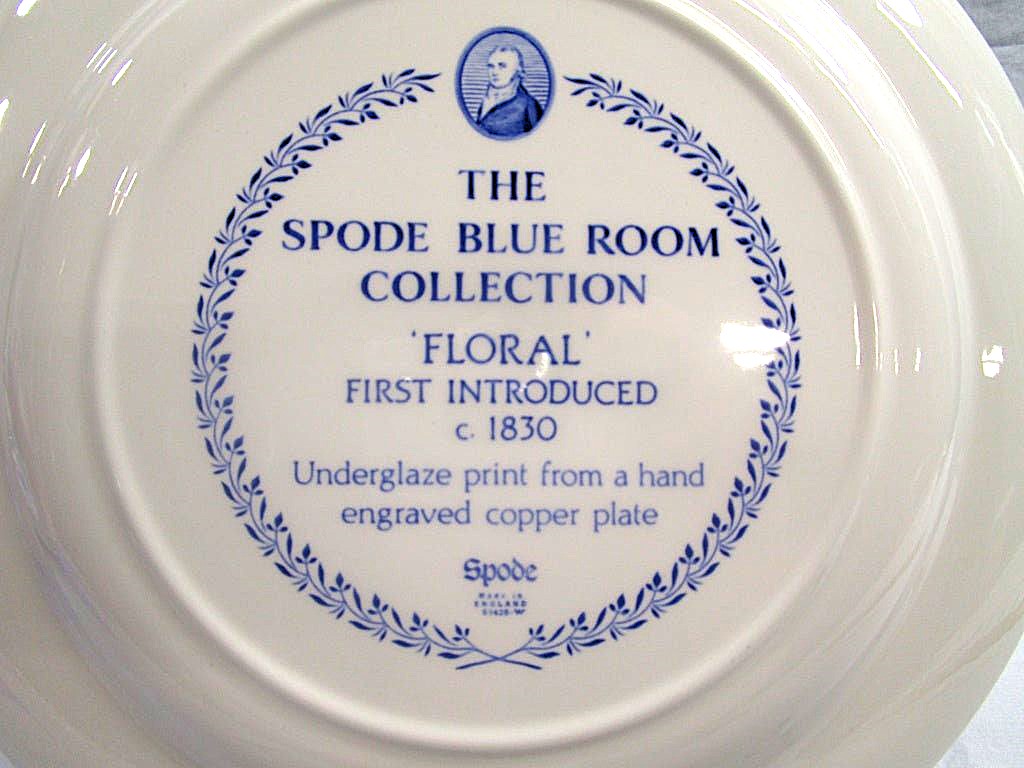 THE
SPODE BLUE ROOM
COLLECTION
'FLORAL'
FIRST INTRODUCED
c. 1830
Underglaze print from a hand
engraved copper plate
Spode
MADE IN
ENGLAND